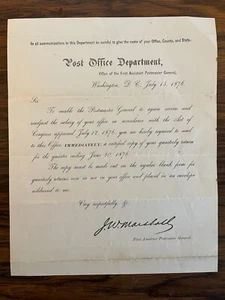 In all communications to this Department be careful to give the name of your Office, County, and State.
Post Office Department,
Office of the First Assistant Postmaster General,
Washington, D. C. July 15, 1876.
Sir:
To enable the Postmaster General to again review and
readjust the salary of your office in accordance with the Act of
Congress approved July 12, 1876, you are hereby required to send
to this Office, IMMEDIATELY, a certified copy of your quarterly return
for the quarter ending June 30, 1876.
The copy must be made out on the regular blank form for
quarterly returns now in use in your office and placed in an envelope
addressed to me.
Very respectfully, &c.
J. W. Marshall
First Assistant Postmaster General.